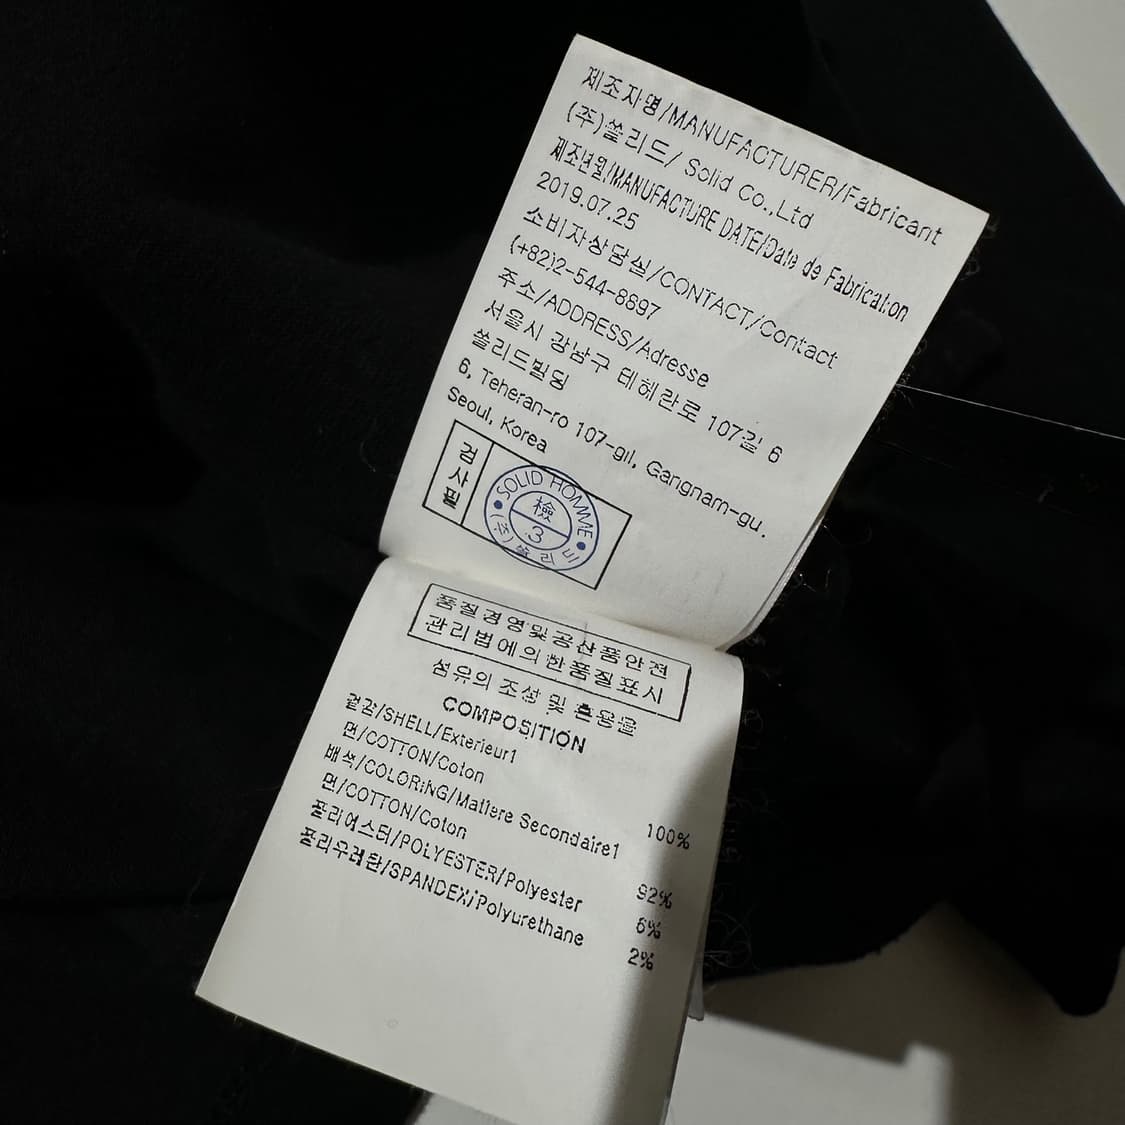 제조자명/MANUFACTURER/Fabricant
(주)쏠리드/ Solid Co.,Ltd
제조년월/MANUFACTURE DATE/Date de Fabrication
2019.07.25
소비자상담실/CONTACT/Contact
(+82)2-544-8697
주소/ADDRESS/Adresse
서울시 강남구 테헤란로 107길 6
쏠리드빌딩
6, Teheran-ro 107-gil, Gangnam-gu.
Seoul, Korea
검사필
SOLID HOMME
檢
3
(주)쏠리드
품질경영및공산품안전
관리법에의한품질표시
섬유의 조성 및 혼용율
COMPOSITION
겉감/SHELL/Exterieur1
면/COTTON/Coton 100%
배색/COLORING/Matiere Secondaire1
면/COTTON/Coton 92%
폴리에스터/POLYESTER/Polyester 6%
폴리우레탄/SPANDEX/Polyurethane 2%